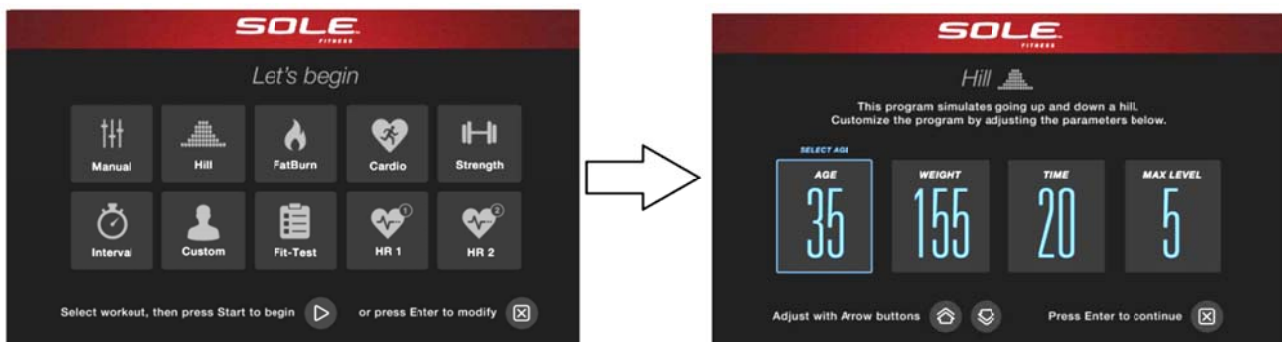 SOLE
FITNESS
Let's begin
Manual
Hill
FatBurn
Cardio
Strength
Interval
Custom
Fit-Test
1
HR 1
2
HR 2
Select workout, then press Start to begin
or press Enter to modify
SOLE
FITNESS
Hill
This program simulates going up and down a hill.
Customize the program by adjusting the parameters below.
SELECT AGE
AGE
35
WEIGHT
155
TIME
20
MAX LEVEL
5
Adjust with Arrow buttons
Press Enter to continue